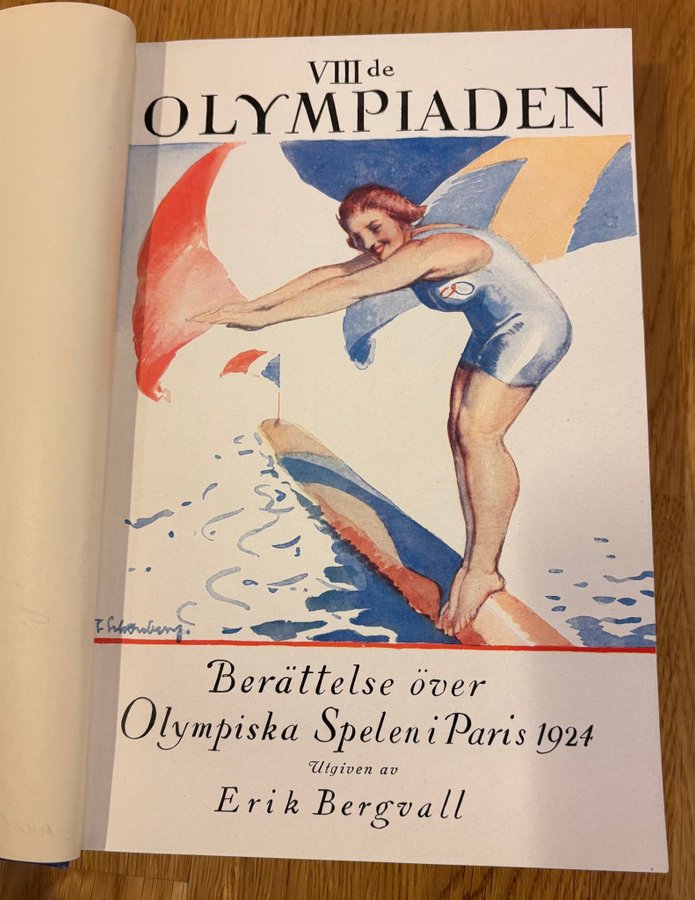 VIII de
OLYMPIADEN
Berättelse över
Olympiska Spelen i Paris 1924
Utgiven av
Erik Bergvall